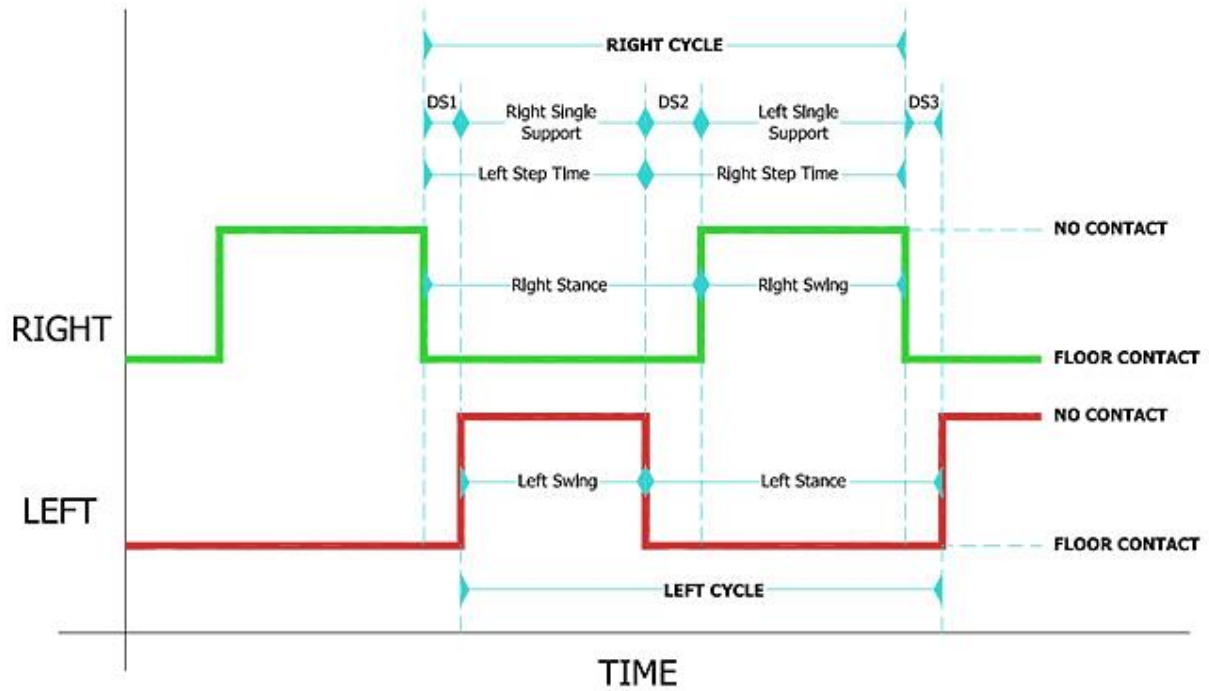 RIGHT CYCLE
DS1
Right Single
Support
DS2
Left Single
Support
DS3
Left Step Time
Right Step Time
NO CONTACT
Right Stance
Right Swing
RIGHT
FLOOR CONTACT
NO CONTACT
Left Swing
Left Stance
LEFT
FLOOR CONTACT
LEFT CYCLE
TIME